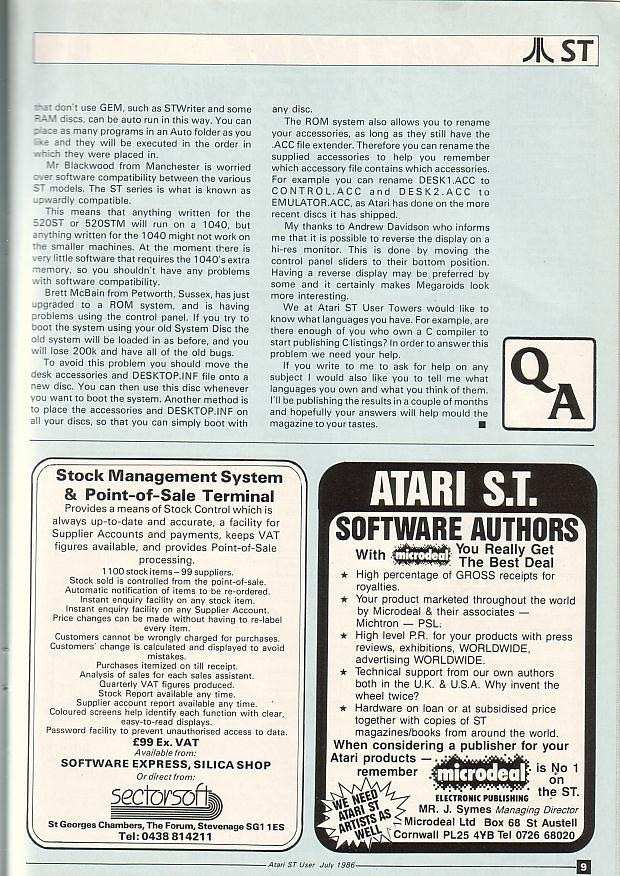 ST
that don't use GEM, such as STWriter and some
RAM discs, can be auto run in this way. You can
place as many programs in an Auto folder as you
like and they will be executed in the order in
which they were placed in.
Mr Blackwood from Manchester is worried
over software compatibility between the various
ST models. The ST series is what is known as
upwardly compatible.
This means that anything written for the
520ST or 520STM will run on a 1040, but
anything written for the 1040 might not work on
the smaller machines. At the moment there is
very little software that requires the 1040's extra
memory, so you shouldn't have any problems
with software compatibility.
Brett McBain from Petworth, Sussex, has just
upgraded to a ROM system, and is having
problems using the control panel. If you try to
boot the system using your old System Disc the
old system will be loaded in as before, and you
will lose 200k and have all of the old bugs.
To avoid this problem you should move the
desk accessories and DESKTOP.INF file onto a
new disc. You can then use this disc whenever
you want to boot the system. Another method is
to place the accessories and DESKTOP.INF on
all your discs, so that you can simply boot with
any disc.
The ROM system also allows you to rename
your accessories, as long as they still have the
.ACC file extender. Therefore you can rename the
supplied accessories to help you remember
which accessory file contains which accessories.
For example you can rename DESK1.ACC to
CONTROL.ACC and DESK2.ACC to
EMULATOR.ACC, as Atari has done on the more
recent discs it has shipped.
My thanks to Andrew Davidson who informs
me that it is possible to reverse the display on a
hi-res monitor. This is done by moving the
control panel sliders to their bottom position.
Having a reverse display may be preferred by
some and it certainly makes Megaroids look
more interesting.
We at Atari ST User Towers would like to
know what languages you have. For example, are
there enough of you who own a C compiler to
start publishing C listings? In order to answer this
problem we need your help.
If you write to me to ask for help on any
subject I would also like you to tell me what
languages you own and what you think of them.
I'll be publishing the results in a couple of months
and hopefully your answers will help mould the
magazine to your tastes.
Q
A
Stock Management System
& Point-of-Sale Terminal
Provides a means of Stock Control which is
always up-to-date and accurate, a facility for
Supplier Accounts and payments, keeps VAT
figures available, and provides Point-of-Sale
processing.
1100 stock items – 99 suppliers.
Stock sold is controlled from the point-of-sale.
Automatic notification of items to be re-ordered.
Instant enquiry facility on any stock item.
Instant enquiry facility on any Supplier Account.
Price changes can be made without having to re-label
every item.
Customers cannot be wrongly charged for purchases.
Customers' change is calculated and displayed to avoid
mistakes.
Purchases itemized on till receipt.
Analysis of sales for each sales assistant.
Quarterly VAT figures produced.
Stock Report available any time.
Supplier account report available any time.
Coloured screens help identify each function with clear,
easy-to-read displays.
Password facility to prevent unauthorised access to data.
£99 Ex. VAT
Available from:
SOFTWARE EXPRESS, SILICA SHOP
Or direct from:
sectorsoft
St Georges Chambers, The Forum, Stevenage SG1 1ES
Tel: 0438 814211
ATARI S.T.
SOFTWARE AUTHORS
With microdeal You Really Get
The Best Deal
★ High percentage of GROSS receipts for
royalties.
★ Your product marketed throughout the world
by Microdeal & their associates —
Michtron — PSL.
★ High level P.R. for your products with press
reviews, exhibitions, WORLDWIDE,
advertising WORLDWIDE.
★ Technical support from our own authors
both in the U.K. & U.S.A. Why invent the
wheel twice?
★ Hardware on loan or at subsidised price
together with copies of ST
magazines/books from around the world.
When considering a publisher for your
Atari products —
remember microdeal is No 1
on
the ST.
ELECTRONIC PUBLISHING
WE NEED
ATARI ST
ARTISTS AS
WELL
MR. J. Symes Managing Director
Microdeal Ltd Box 68 St Austell
Cornwall PL25 4YB Tel 0726 68020
Atari ST User July 1986
9